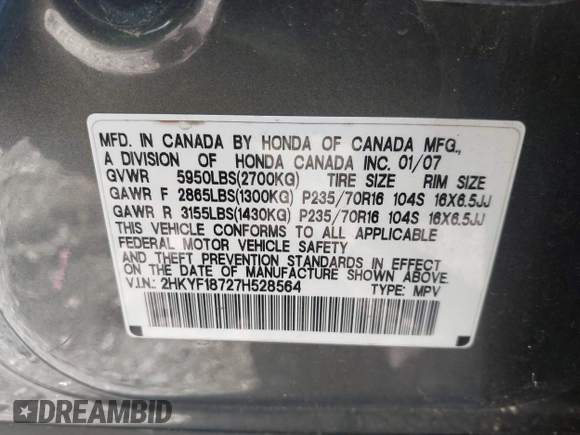 MFD. IN CANADA BY HONDA OF CANADA MFG.,
A DIVISION OF HONDA CANADA INC. 01/07
GVWR 5950LBS(2700KG) TIRE SIZE RIM SIZE
GAWR F 2865LBS(1300KG) P235/70R16 104S 16X6.5JJ
GAWR R 3155LBS(1430KG) P235/70R16 104S 16X6.5JJ
THIS VEHICLE CONFORMS TO ALL APPLICABLE
FEDERAL MOTOR VEHICLE SAFETY
AND THEFT PREVENTION STANDARDS IN EFFECT
ON THE DATE OF MANUFACTURE SHOWN ABOVE.
V.I.N.: 2HKYF18727H528564 TYPE: MPV
DREAMBID